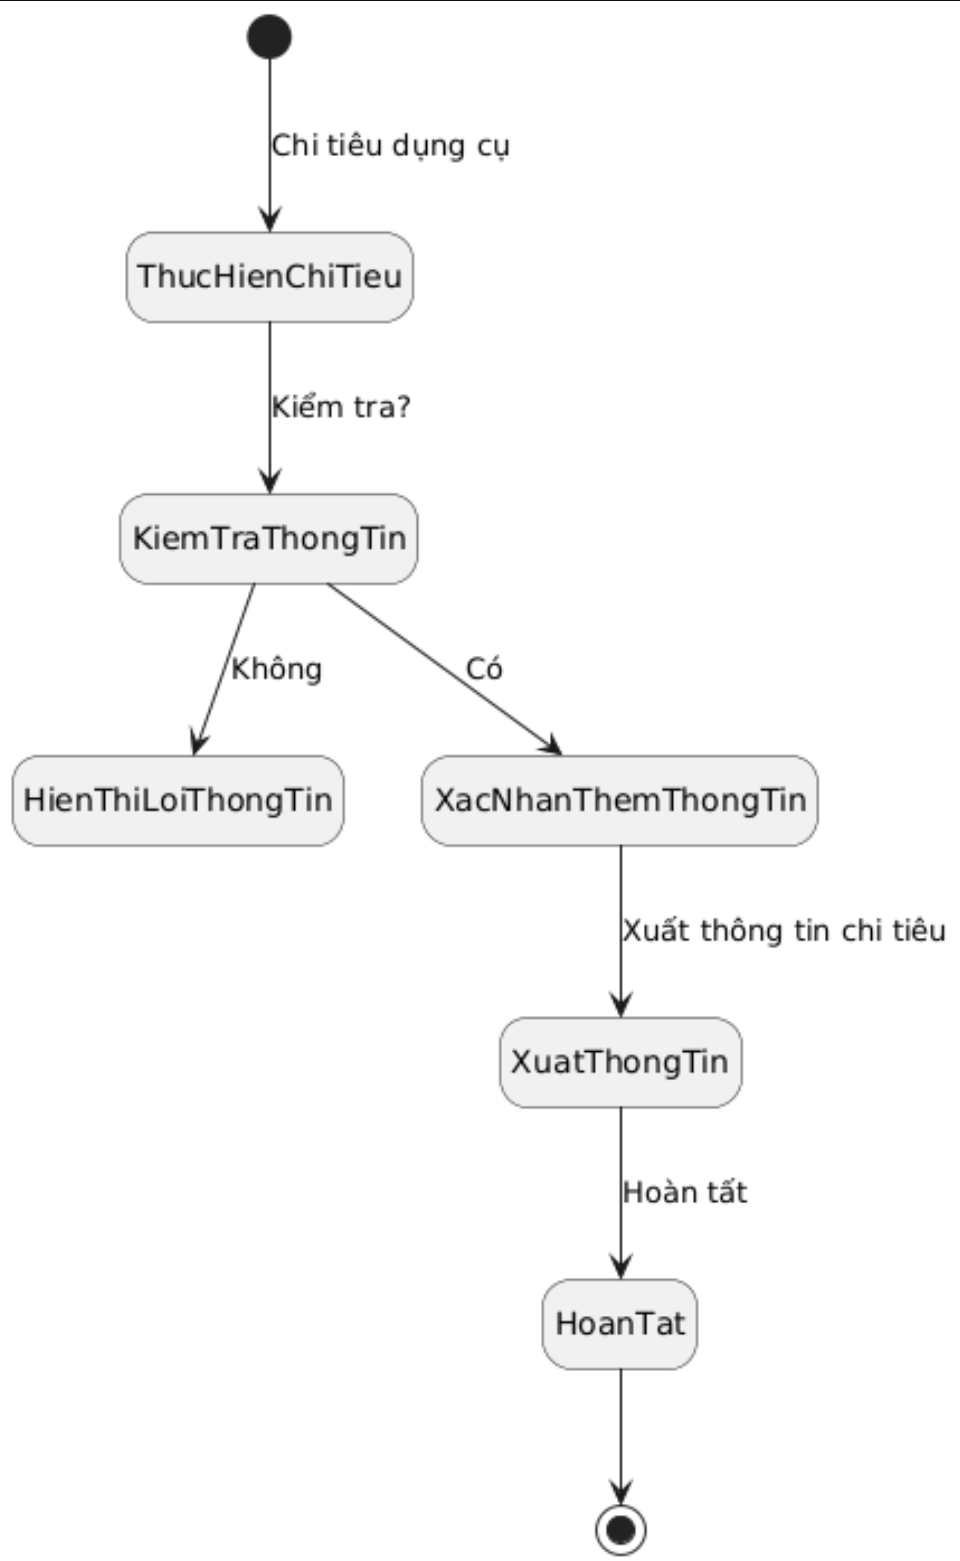 Chi tiêu dụng cụ
ThucHienChiTieu
Kiểm tra?
KiemTraThongTin
Không
Có
HienThiLoiThongTin
XacNhanThemThongTin
Xuất thông tin chi tiêu
XuatThongTin
Hoàn tất
HoanTat